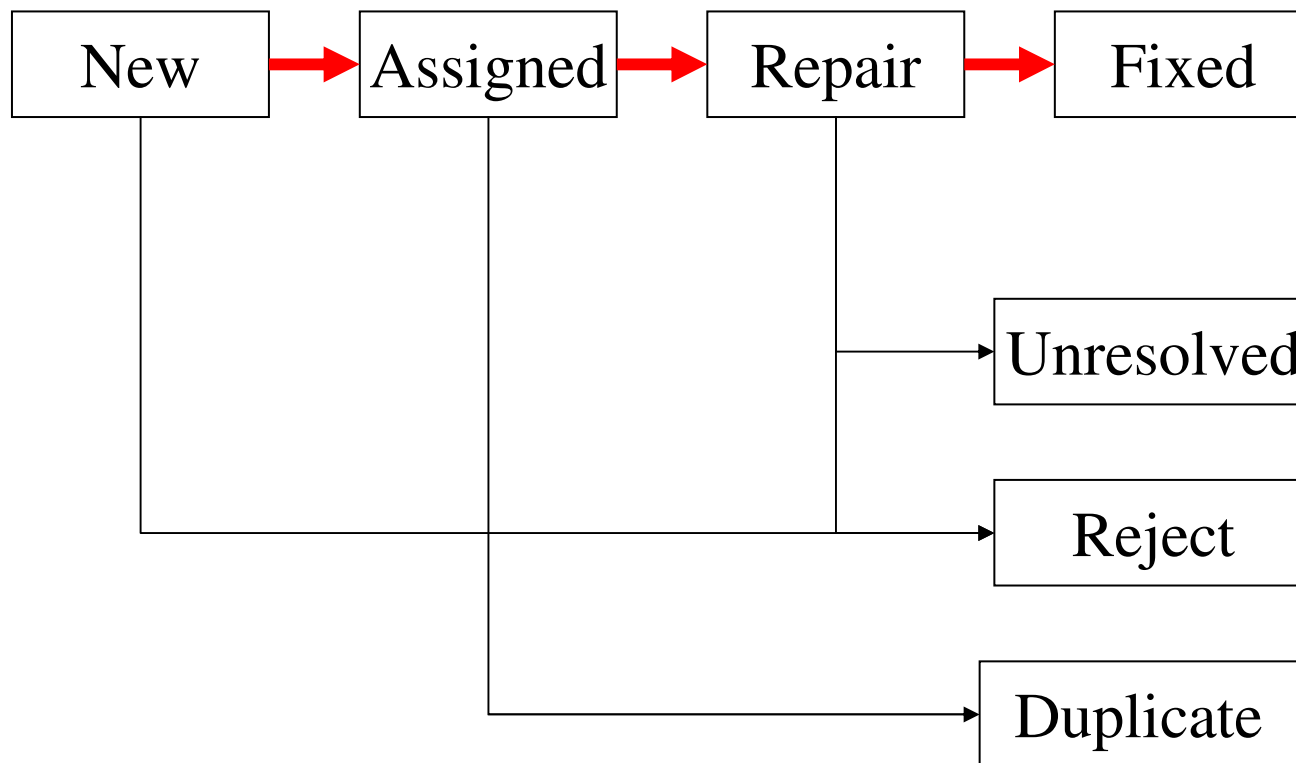 New
Assigned
Repair
Fixed
Unresolved
Reject
Duplicate